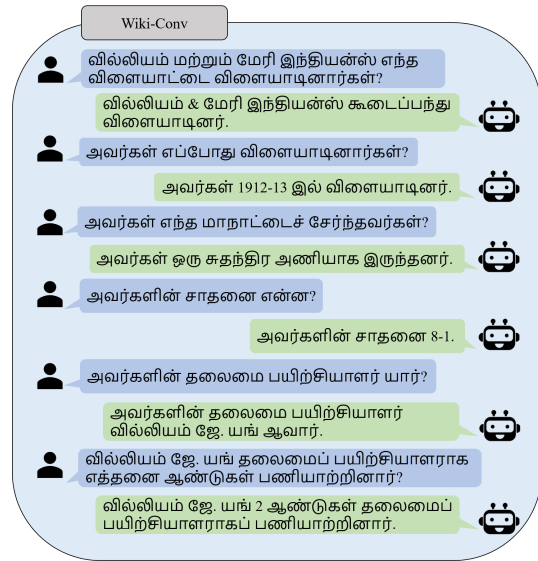 Wiki-Conv
வில்லியம் மற்றும் மேரி இந்தியன்ஸ் எந்த
விளையாட்டை விளையாடினார்கள்?
வில்லியம் & மேரி இந்தியன்ஸ் கூடைப்பந்து
விளையாடினர்.
அவர்கள் எப்போது விளையாடினார்கள்?
அவர்கள் 1912-13 இல் விளையாடினர்.
அவர்கள் எந்த மாநாட்டைச் சேர்ந்தவர்கள்?
அவர்கள் ஒரு சுதந்திர அணியாக இருந்தனர்.
அவர்களின் சாதனை என்ன?
அவர்களின் சாதனை 8-1.
அவர்களின் தலைமை பயிற்சியாளர் யார்?
அவர்களின் தலைமை பயிற்சியாளர்
வில்லியம் ஜே. யங் ஆவார்.
வில்லியம் ஜே. யங் தலைமைப் பயிற்சியாளராக
எத்தனை ஆண்டுகள் பணியாற்றினார்?
வில்லியம் ஜே. யங் 2 ஆண்டுகள் தலைமைப்
பயிற்சியாளராகப் பணியாற்றினார்.